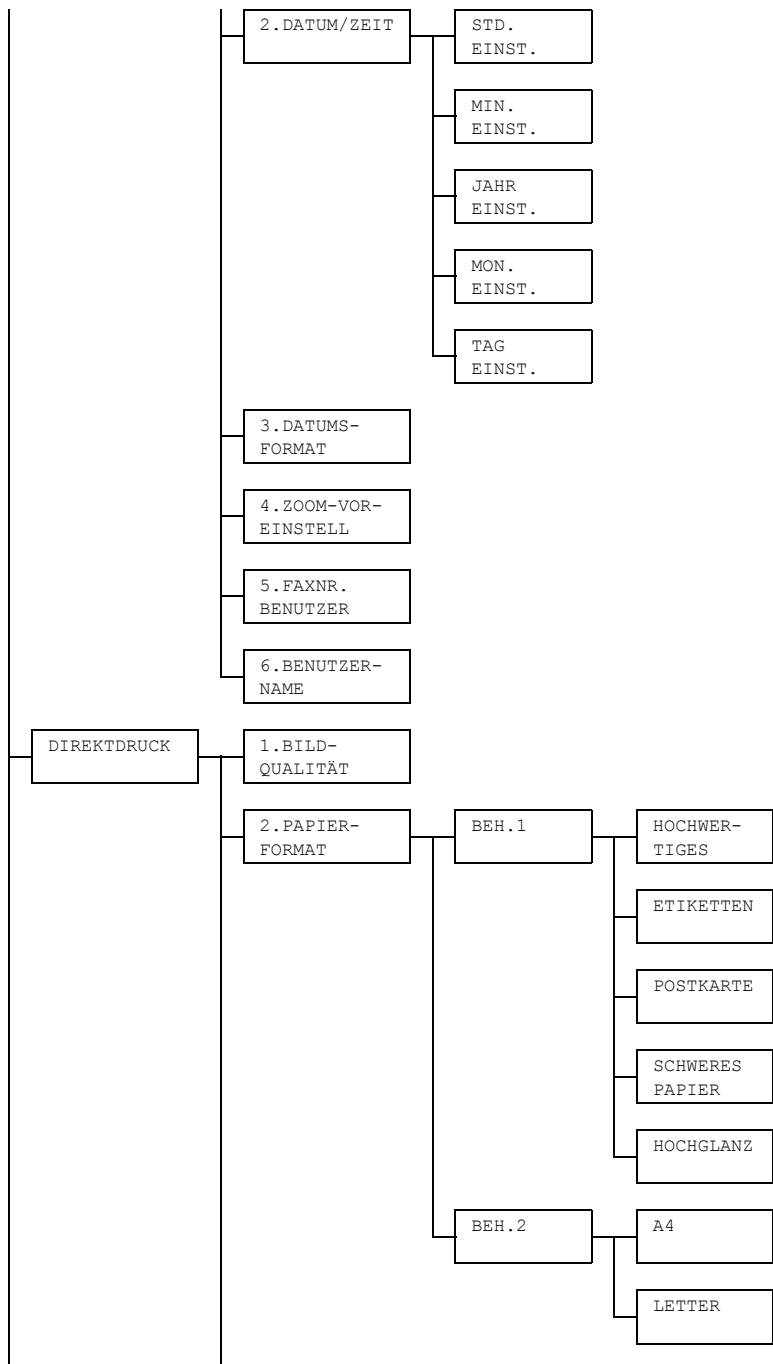 2.DATUM/ZEIT
STD.
EINST.
MIN.
EINST.
JAHR
EINST.
MON.
EINST.
TAG
EINST.
3.DATUMS-
FORMAT
4.ZOOM-VOR-
EINSTELL
5.FAXNR.
BENUTZER
6.BENUTZER-
NAME
DIREKTDRUCK
1.BILD-
QUALITÄT
2.PAPIER-
FORMAT
BEH.1
HOCHWER-
TIGES
ETIKETTEN
POSTKARTE
SCHWERES
PAPIER
HOCHGLANZ
BEH.2
A4
LETTER